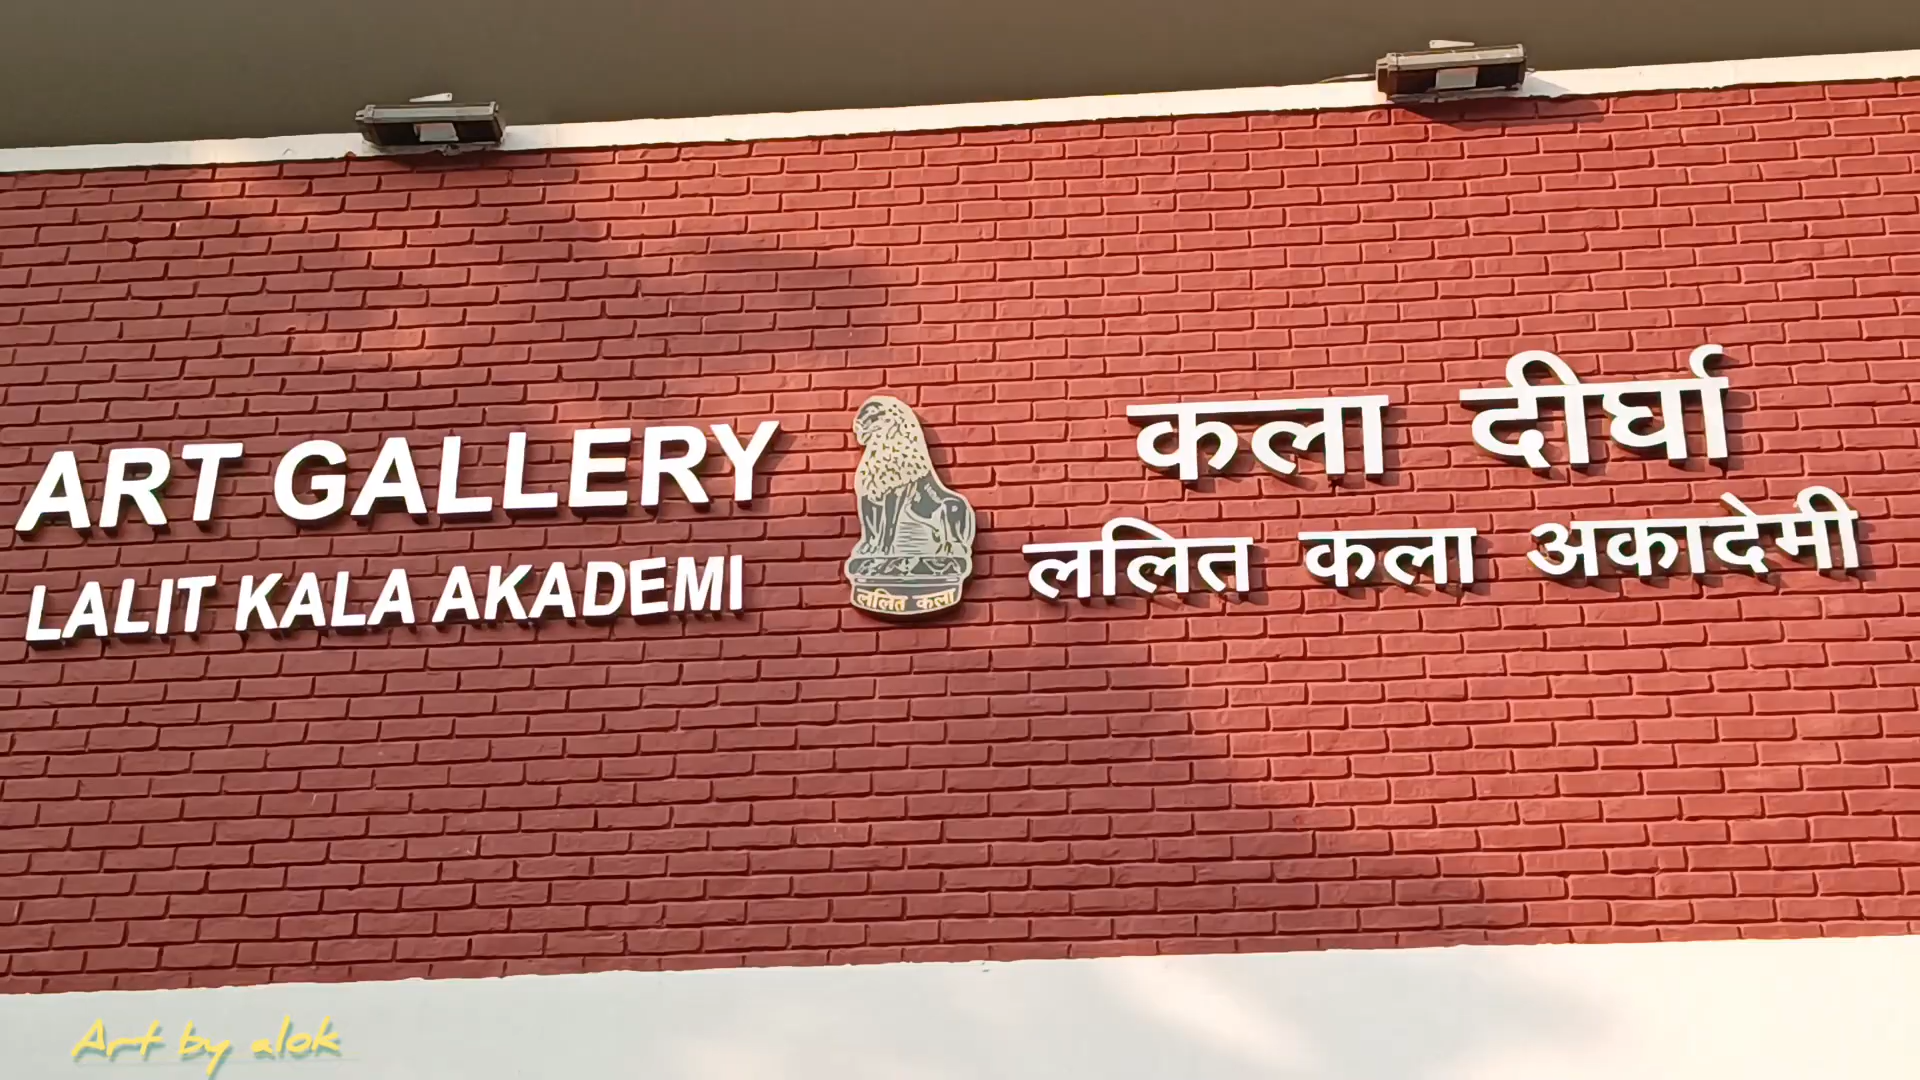 ART GALLERY
LALIT KALA AKADEMI
ललित कला
कला दीर्घा
ललित कला अकादेमी
Art by alok